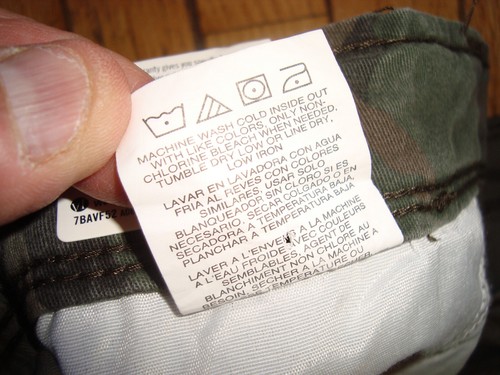 MACHINE WASH COLD INSIDE OUT
WITH LIKE COLORS, ONLY NON-
CHLORINE BLEACH WHEN NEEDED,
TUMBLE DRY LOW OR LINE DRY,
LOW IRON
LAVAR EN LAVADORA CON AGUA
FRIA AL REVES CON COLORES
SIMILARES, USAR SOLO
BLANQUEADOR SIN CLORO SI ES
NECESARIO, SECAR COLGADO O EN
SECADORA A TEMPERATURA BAJA,
PLANCHAR A TEMPERATURA BAJA
LAVER A L'ENVERS A LA MACHINE
A L'EAU FROIDE AVEC COULEURS
SEMBLABLES, AGENT DE
BLANCHIMENT NON CHLORE AU
BESOIN, SECHER A LA MACHINE A
TEMPERATURE OU
7BAVF52